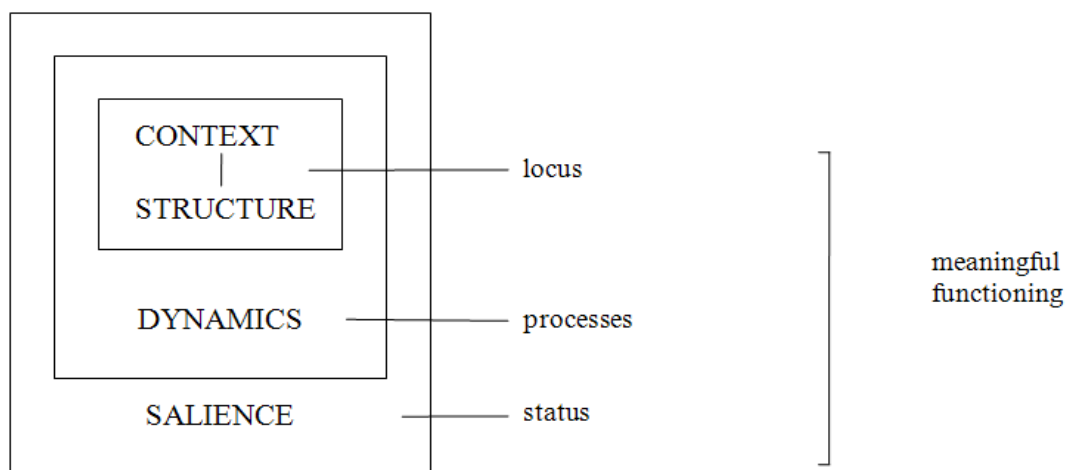 CONTEXT
locus
STRUCTURE
meaningful
functioning
DYNAMICS
processes
SALIENCE
status